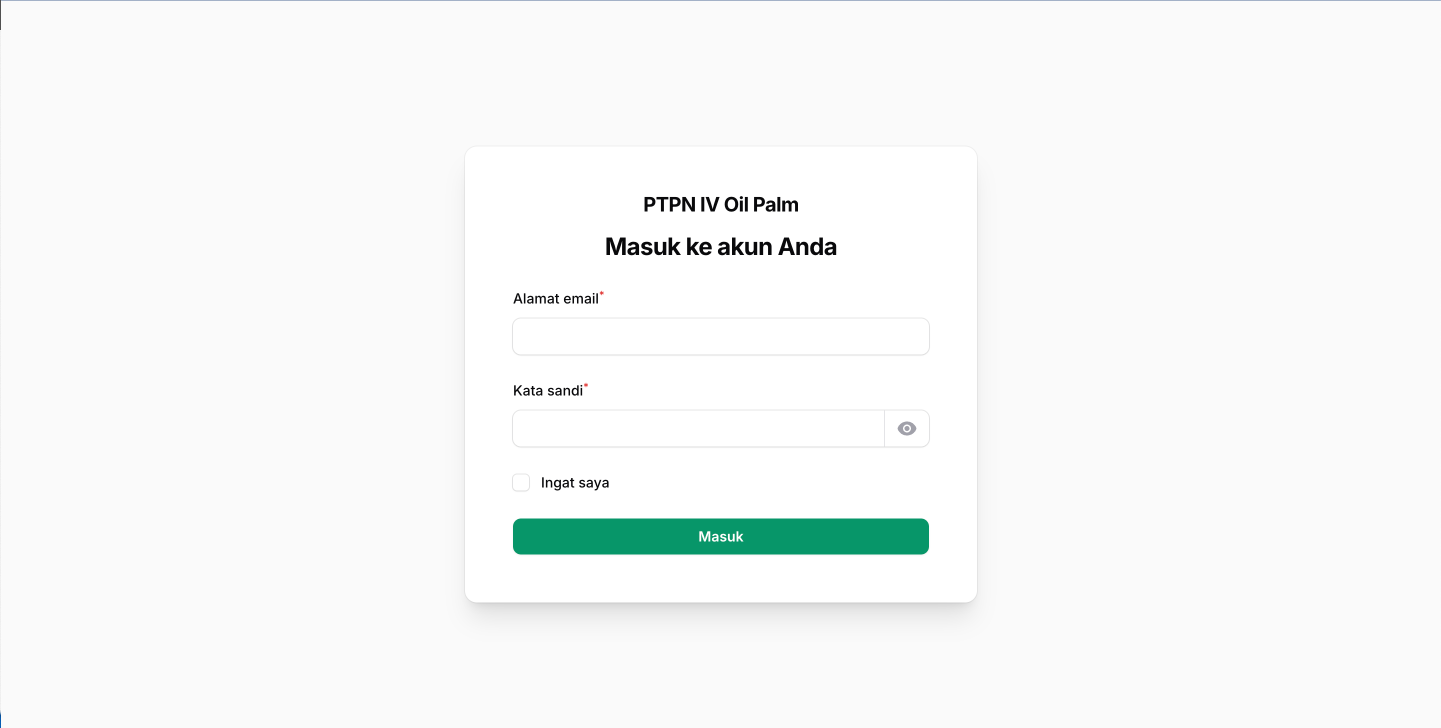 PTPN IV Oil Palm
Masuk ke akun Anda
Alamat email*
Kata sandi*
Ingat saya
Masuk